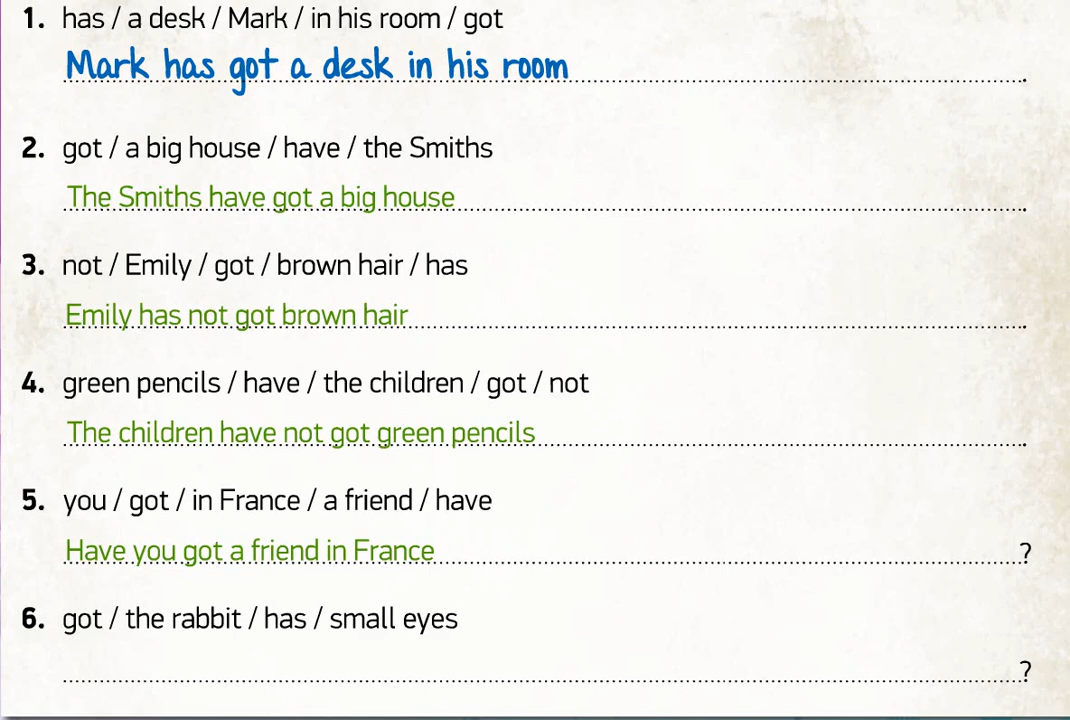 1. has / a desk / Mark / in his room / got
Mark has got a desk in his room.
2. got / a big house / have / the Smiths
The Smiths have got a big house.
3. not / Emily / got / brown hair / has
Emily has not got brown hair.
4. green pencils / have / the children / got / not
The children have not got green pencils.
5. you / got / in France / a friend / have
Have you got a friend in France?
6. got / the rabbit / has / small eyes
?